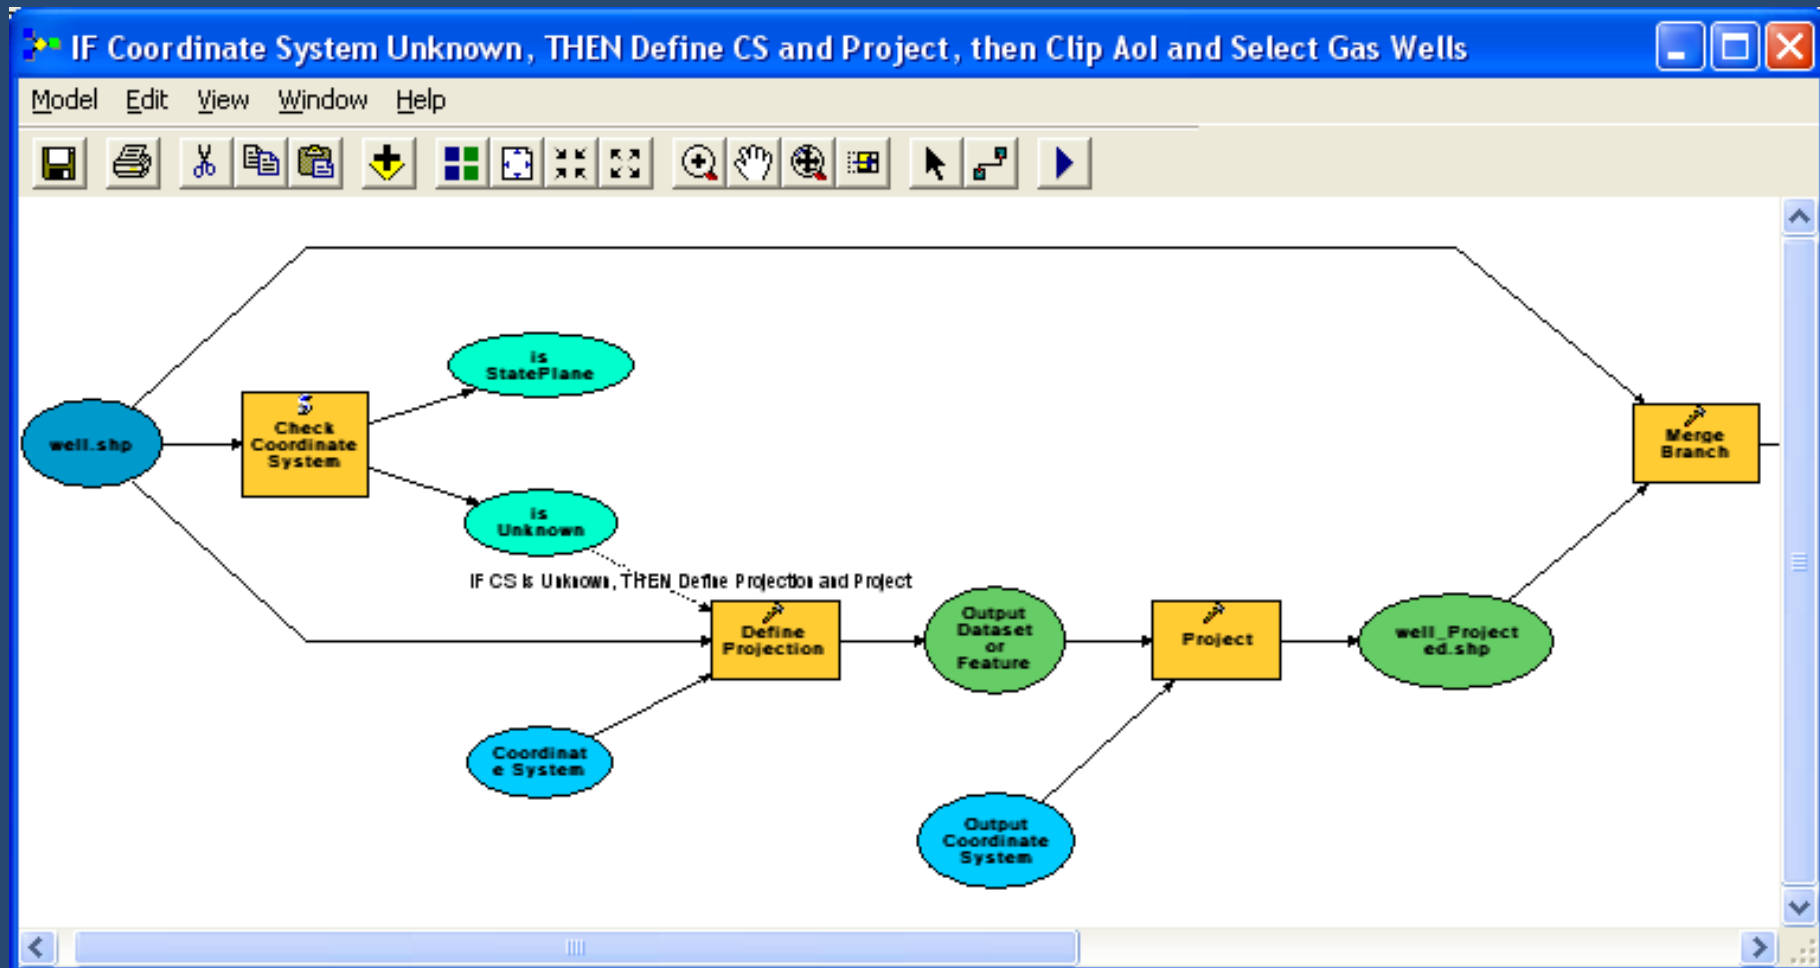 IF Coordinate System Unknown, THEN Define CS and Project, then Clip AoI and Select Gas Wells
Model Edit View Window Help
is
StatePlane
well.shp
Check
Coordinate
System
Merge
Branch
is
Unknown
IF CS is Unknown, THEN Define Projection and Project
Define
Projection
Output
Dataset
or
Feature
Project
well_Project
ed.shp
Coordinat
e System
Output
Coordinate
System